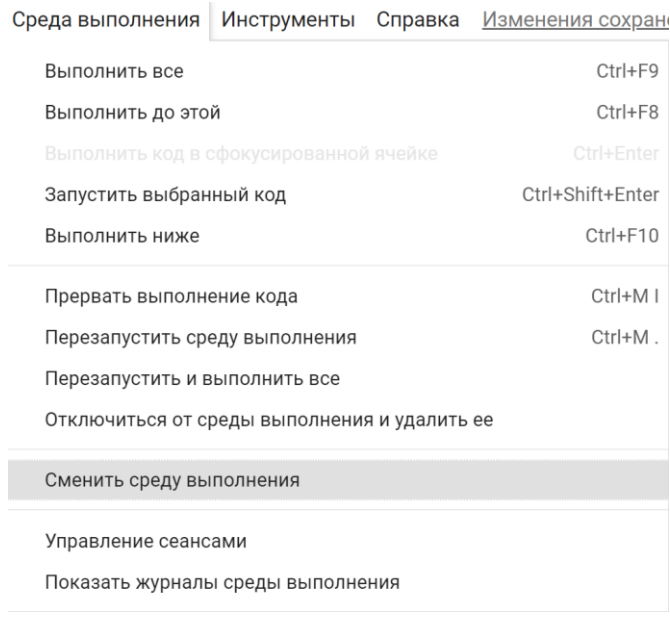 Среда выполнения Инструменты Справка Изменения сохран
Выполнить все Ctrl+F9
Выполнить до этой Ctrl+F8
Выполнить код в сфокусированной ячейке Ctrl+Enter
Запустить выбранный код Ctrl+Shift+Enter
Выполнить ниже Ctrl+F10
Прервать выполнение кода Ctrl+M I
Перезапустить среду выполнения Ctrl+M .
Перезапустить и выполнить все
Отключиться от среды выполнения и удалить ее
Сменить среду выполнения
Управление сеансами
Показать журналы среды выполнения